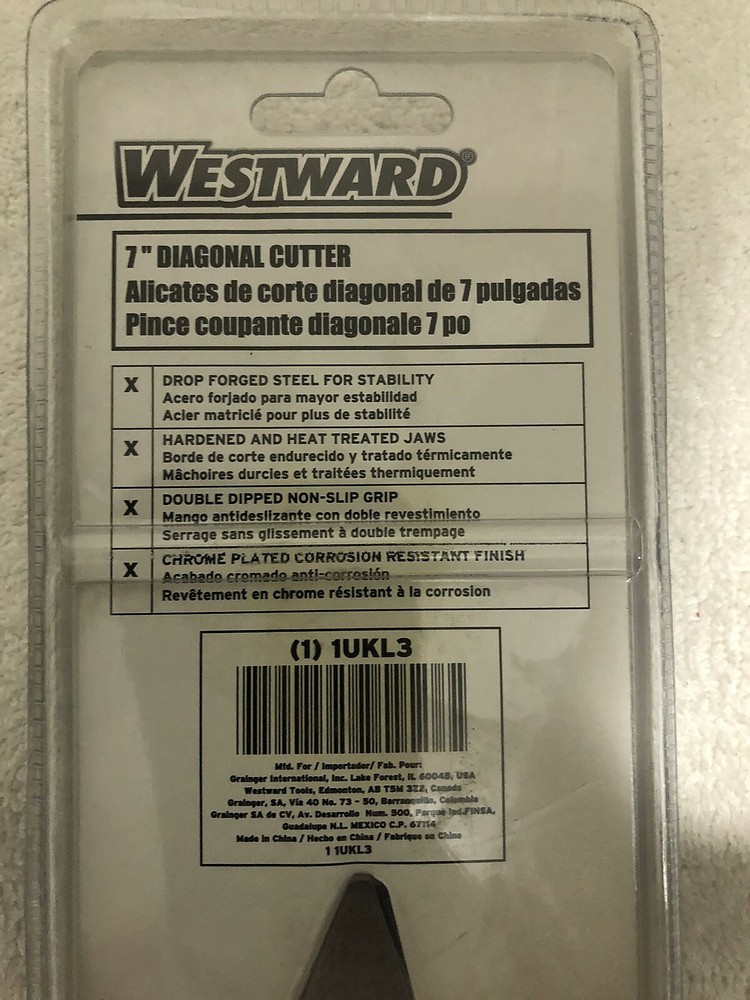 WESTWARD®
7" DIAGONAL CUTTER
Alicates de corte diagonal de 7 pulgadas
Pince coupante diagonale 7 po
X DROP FORGED STEEL FOR STABILITY
Acero forjado para mayor estabilidad
Acier matriclé pour plus de stabilité
X HARDENED AND HEAT TREATED JAWS
Borde de corte endurecido y tratado térmicamente
Mâchoires durcies et traitées thermiquement
X DOUBLE DIPPED NON-SLIP GRIP
Mango antideslizante con doble revestimiento
Serrage sans glissement à double trempage
X CHROME PLATED CORROSION RESISTANT FINISH
Acabado cromado anti-corrosión
Revêtement en chrome résistant à la corrosion
(1) 1UKL3
Mfd. For / Importador/ Fab. Pour:
Grainger International, Inc. Lake Forest, IL 60045, USA
Westward Tools, Edmonton, AB T5M 3Z2, Canada
Grainger, SA, Vía 40 No. 73 - 50, Barranquilla, Colombia
Grainger SA de CV, Av. Desarrollo Num. 500, Parque Ind.FINSA,
Guadalupe N.L. MEXICO C.P. 67114
Made in China / Hecho en China / Fabrique en Chine
1 1UKL3